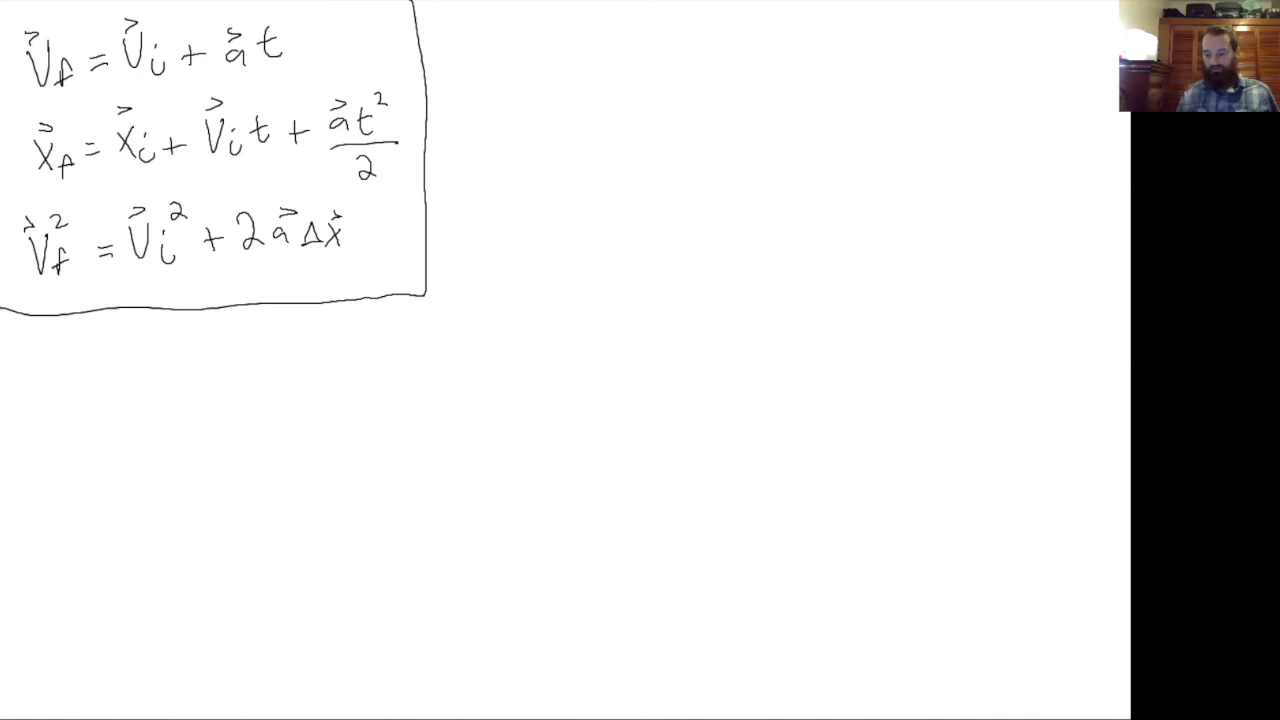 v⃗f = v⃗i + a⃗t
x⃗f = x⃗i + v⃗it + a⃗t²/2
v⃗f² = v⃗i² + 2a⃗Δx⃗